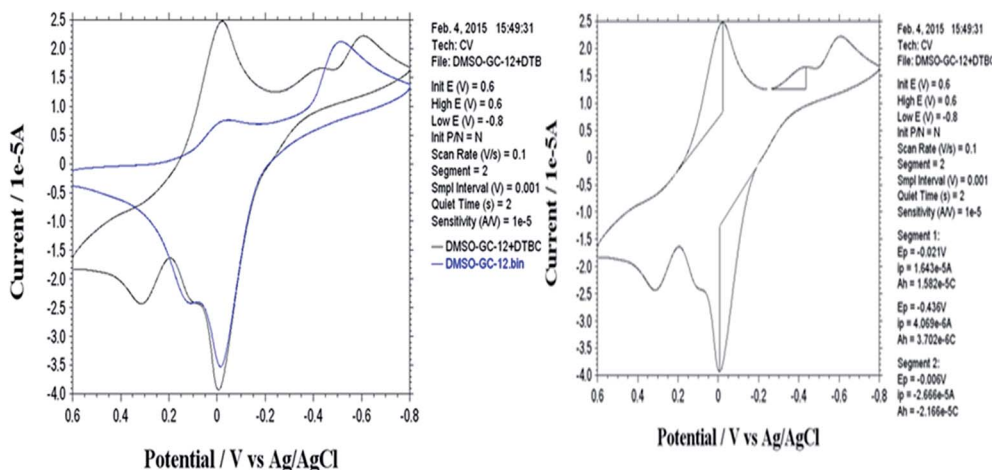 2.5
2.0
1.5
1.0
0.5
0
-0.5
-1.0
-1.5
-2.0
-2.5
-3.0
-3.5
-4.0
Current / 1e-5A
0.6 0.4 0.2 0 -0.2 -0.4 -0.6 -0.8
Potential / V vs Ag/AgCl
Feb. 4, 2015 15:49:31
Tech: CV
File: DMSO-GC-12+DTB
Init E (V) = 0.6
High E (V) = 0.6
Low E (V) = -0.8
Init P/N = N
Scan Rate (V/s) = 0.1
Segment = 2
Smpl Interval (V) = 0.001
Quiet Time (s) = 2
Sensitivity (A/V) = 1e-5
DMSO-GC-12+DTBC
DMSO-GC-12.bin
2.5
2.0
1.5
1.0
0.5
0
-0.5
-1.0
-1.5
-2.0
-2.5
-3.0
-3.5
-4.0
Current / 1e-5A
0.6 0.4 0.2 0 -0.2 -0.4 -0.6 -0.8
Potential / V vs Ag/AgCl
Feb. 4, 2015 15:49:31
Tech: CV
File: DMSO-GC-12+DTBC
Init E (V) = 0.6
High E (V) = 0.6
Low E (V) = -0.8
Init P/N = N
Scan Rate (V/s) = 0.1
Segment = 2
Smpl Interval (V) = 0.001
Quiet Time (s) = 2
Sensitivity (A/V) = 1e-5
Segment 1:
Ep = -0.021V
ip = 1.643e-5A
Ah = 1.582e-5C
Ep = -0.436V
ip = 4.069e-6A
Ah = 3.702e-6C
Segment 2:
Ep = -0.006V
ip = -2.666e-5A
Ah = -2.166e-5C